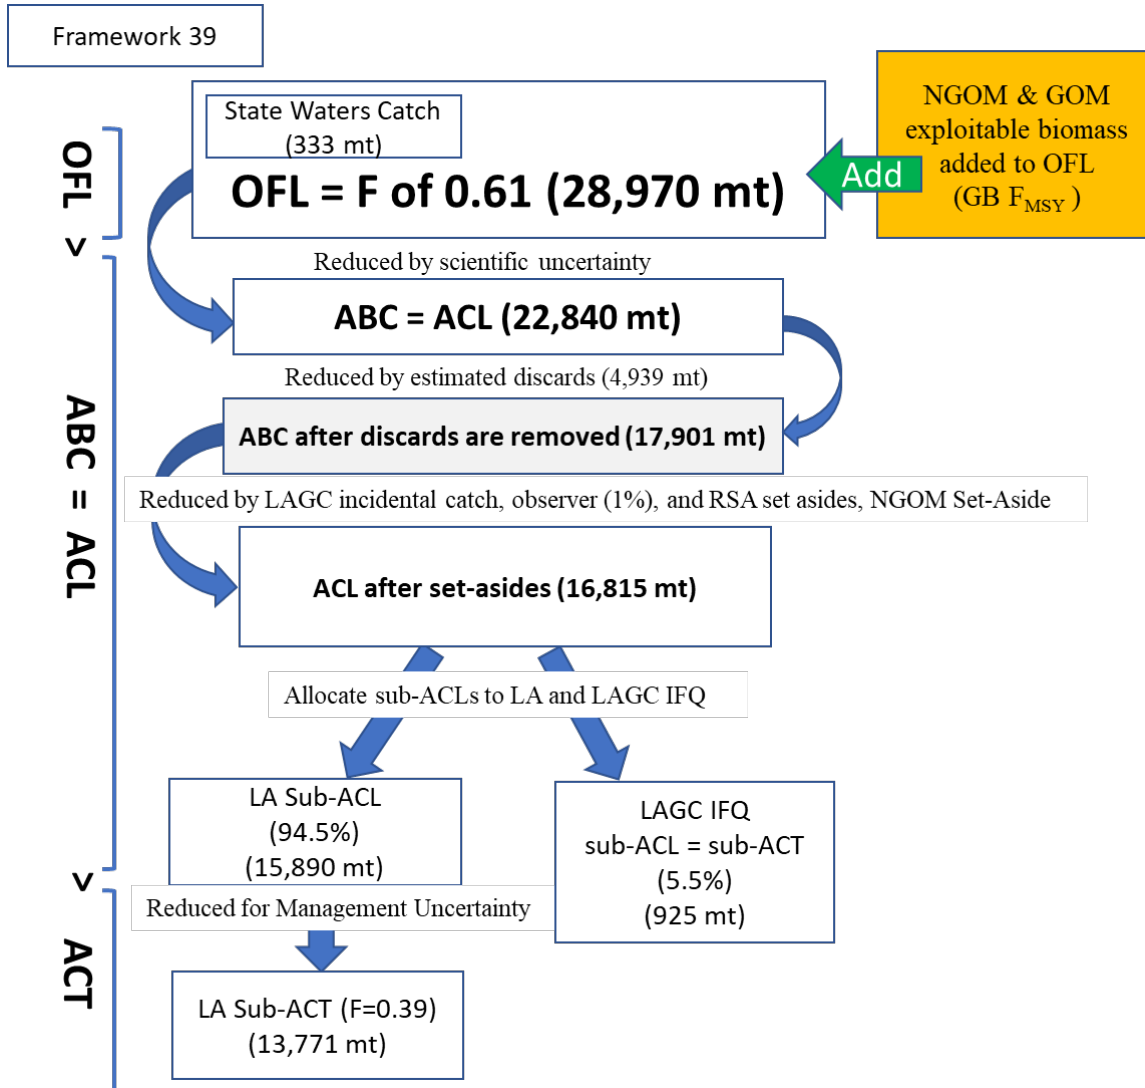 Framework 39
State Waters Catch
(333 mt)
OFL = F of 0.61 (28,970 mt)
Add
NGOM & GOM
exploitable biomass
added to OFL
(GB FMSY )
OFL
>
ABC = ACL
>
ACT
Reduced by scientific uncertainty
ABC = ACL (22,840 mt)
Reduced by estimated discards (4,939 mt)
ABC after discards are removed (17,901 mt)
Reduced by LAGC incidental catch, observer (1%), and RSA set asides, NGOM Set-Aside
ACL after set-asides (16,815 mt)
Allocate sub-ACLs to LA and LAGC IFQ
LA Sub-ACL
(94.5%)
(15,890 mt)
LAGC IFQ
sub-ACL = sub-ACT
(5.5%)
(925 mt)
Reduced for Management Uncertainty
LA Sub-ACT (F=0.39)
(13,771 mt)